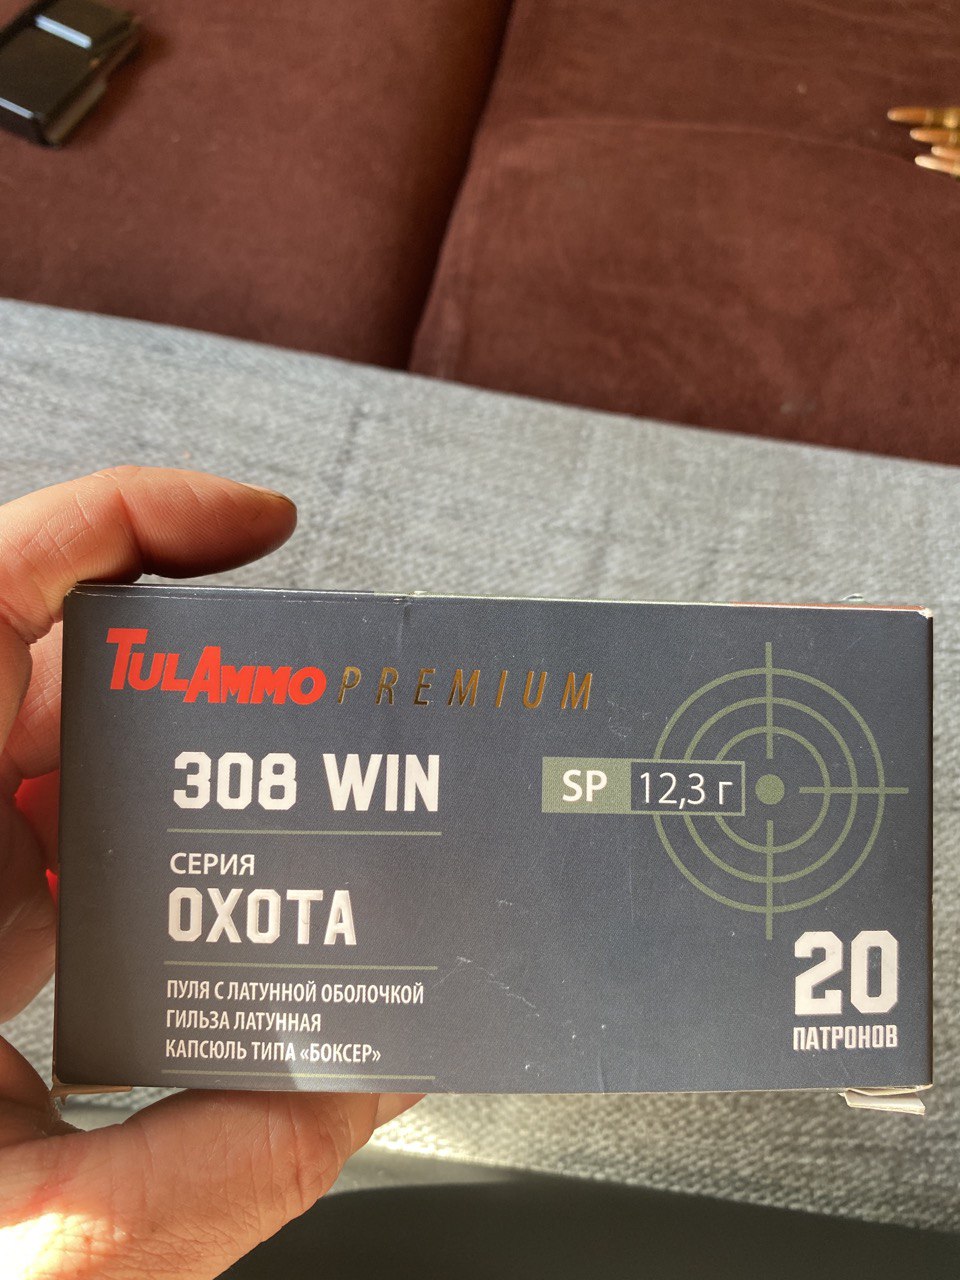 TULAMMO PREMIUM
308 WIN
SP 12,3 г
СЕРИЯ
ОХОТА
ПУЛЯ С ЛАТУННОЙ ОБОЛОЧКОЙ
ГИЛЬЗА ЛАТУННАЯ
КАПСЮЛЬ ТИПА «БОКСЕР»
20
ПАТРОНОВ